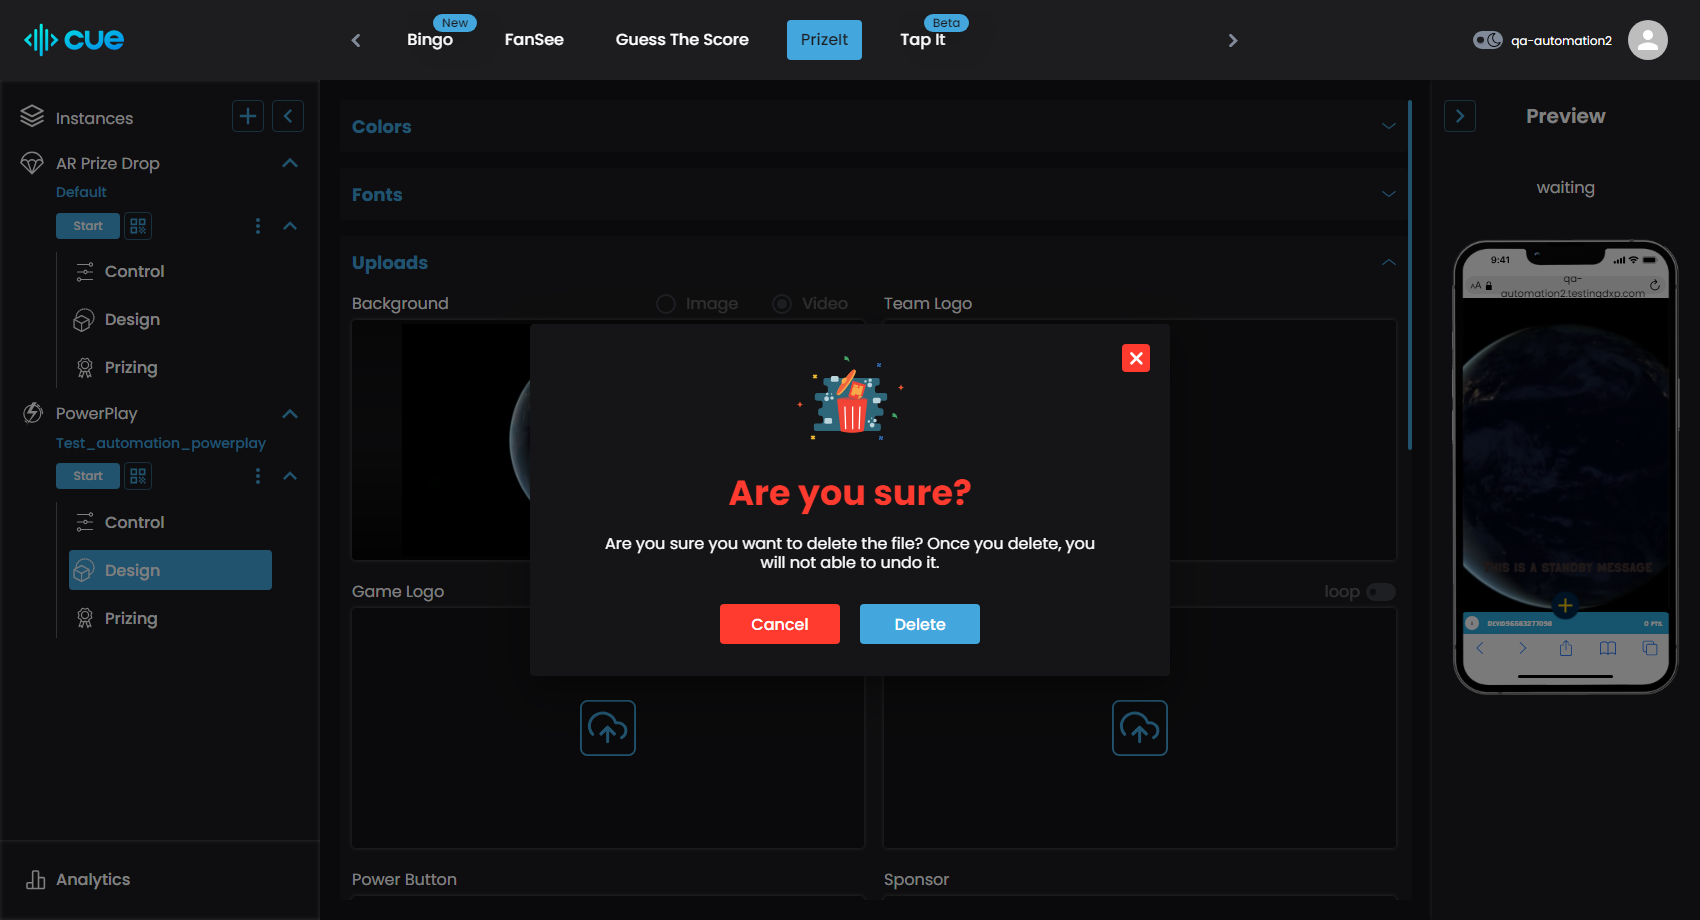 cue
New
Bingo
FanSee
Guess The Score
PrizeIt
Beta
Tap It
qa-automation2
Instances
AR Prize Drop
Default
Start
Control
Design
Prizing
PowerPlay
Test_automation_powerplay
Start
Control
Design
Prizing
Analytics
Colors
Fonts
Uploads
Background
Image
Video
Team Logo
Are you sure?
Are you sure you want to delete the file? Once you delete, you
will not able to undo it.
Cancel
Delete
Game Logo
loop
Power Button
Sponsor
Preview
waiting
9:41
AA
qa-
automation2.testingdxp.com
THIS IS A STANDBY MESSAGE
0 PTS.